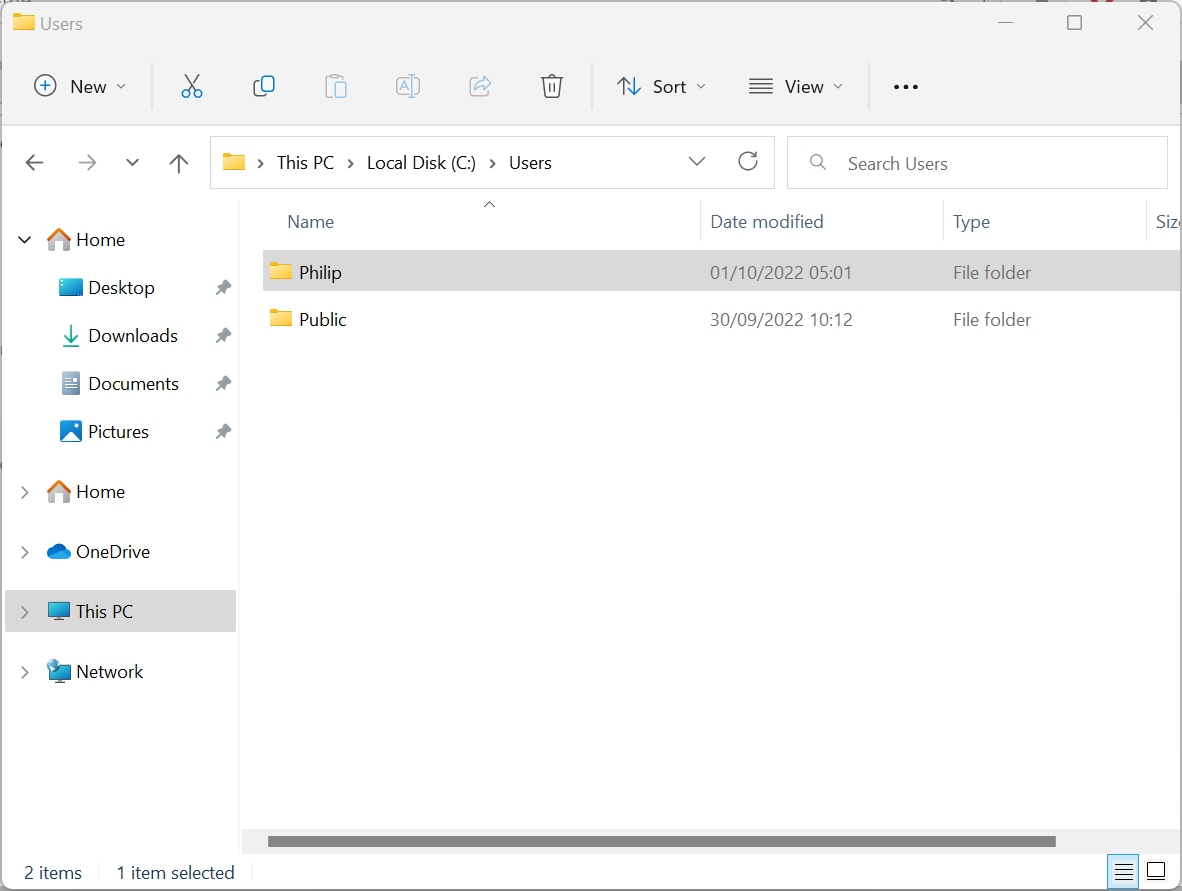 Users
New
Sort
View
This PC > Local Disk (C:) > Users
Search Users
Name
Date modified
Type
Philip 01/10/2022 05:01 File folder
Public 30/09/2022 10:12 File folder
Home
Desktop
Downloads
Documents
Pictures
Home
OneDrive
This PC
Network
2 items
1 item selected